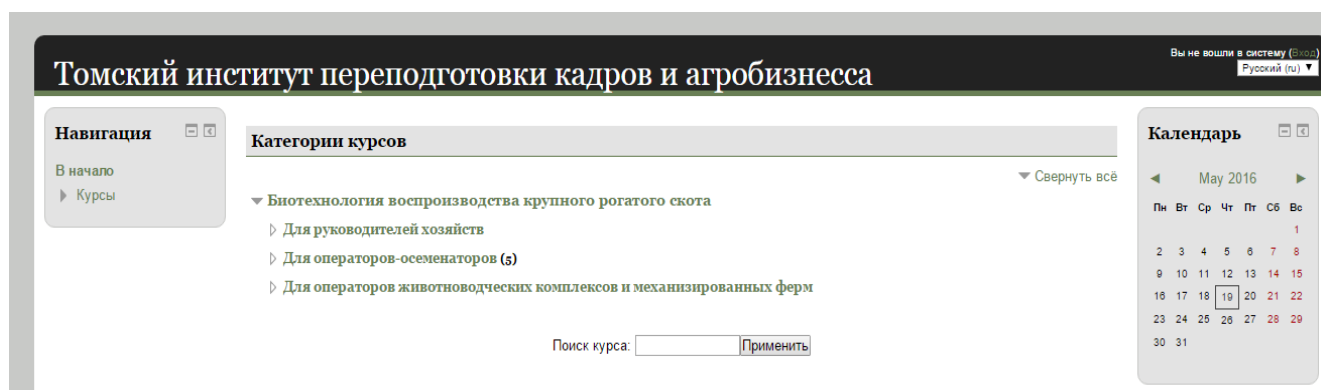 Вы не вошли в систему (Вход)
Русский (ru) ▼
Томский институт переподготовки кадров и агробизнесса
Навигация
В начало
Курсы
Категории курсов
Свернуть всё
Биотехнология воспроизводства крупного рогатого скота
Для руководителей хозяйств
Для операторов-осеменаторов (5)
Для операторов животноводческих комплексов и механизированных ферм
Поиск курса: Применить
Календарь
◄ May 2016 ►
Пн Вт Ср Чт Пт Сб Вс
1
2 3 4 5 6 7 8
9 10 11 12 13 14 15
16 17 18 19 20 21 22
23 24 25 26 27 28 29
30 31